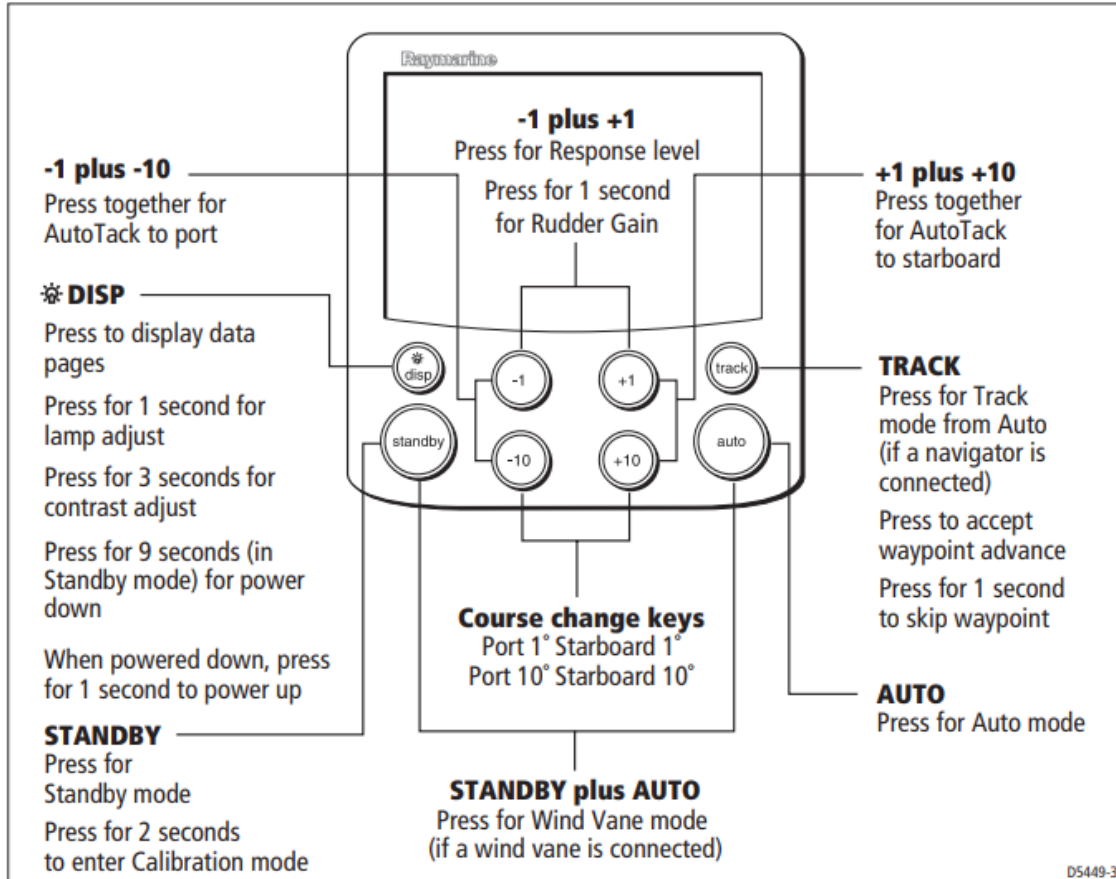 Raymarine
-1 plus +1
Press for Response level
Press for 1 second
for Rudder Gain
-1 plus -10
Press together for
AutoTack to port
+1 plus +10
Press together
for AutoTack
to starboard
DISP
Press to display data
pages
Press for 1 second for
lamp adjust
Press for 3 seconds for
contrast adjust
Press for 9 seconds (in
Standby mode) for power
down
When powered down, press
for 1 second to power up
STANDBY
Press for
Standby mode
Press for 2 seconds
to enter Calibration mode
disp
-1
+1
track
standby
-10
+10
auto
Course change keys
Port 1° Starboard 1°
Port 10° Starboard 10°
STANDBY plus AUTO
Press for Wind Vane mode
(if a wind vane is connected)
TRACK
Press for Track
mode from Auto
(if a navigator is
connected)
Press to accept
waypoint advance
Press for 1 second
to skip waypoint
AUTO
Press for Auto mode
D5449-3